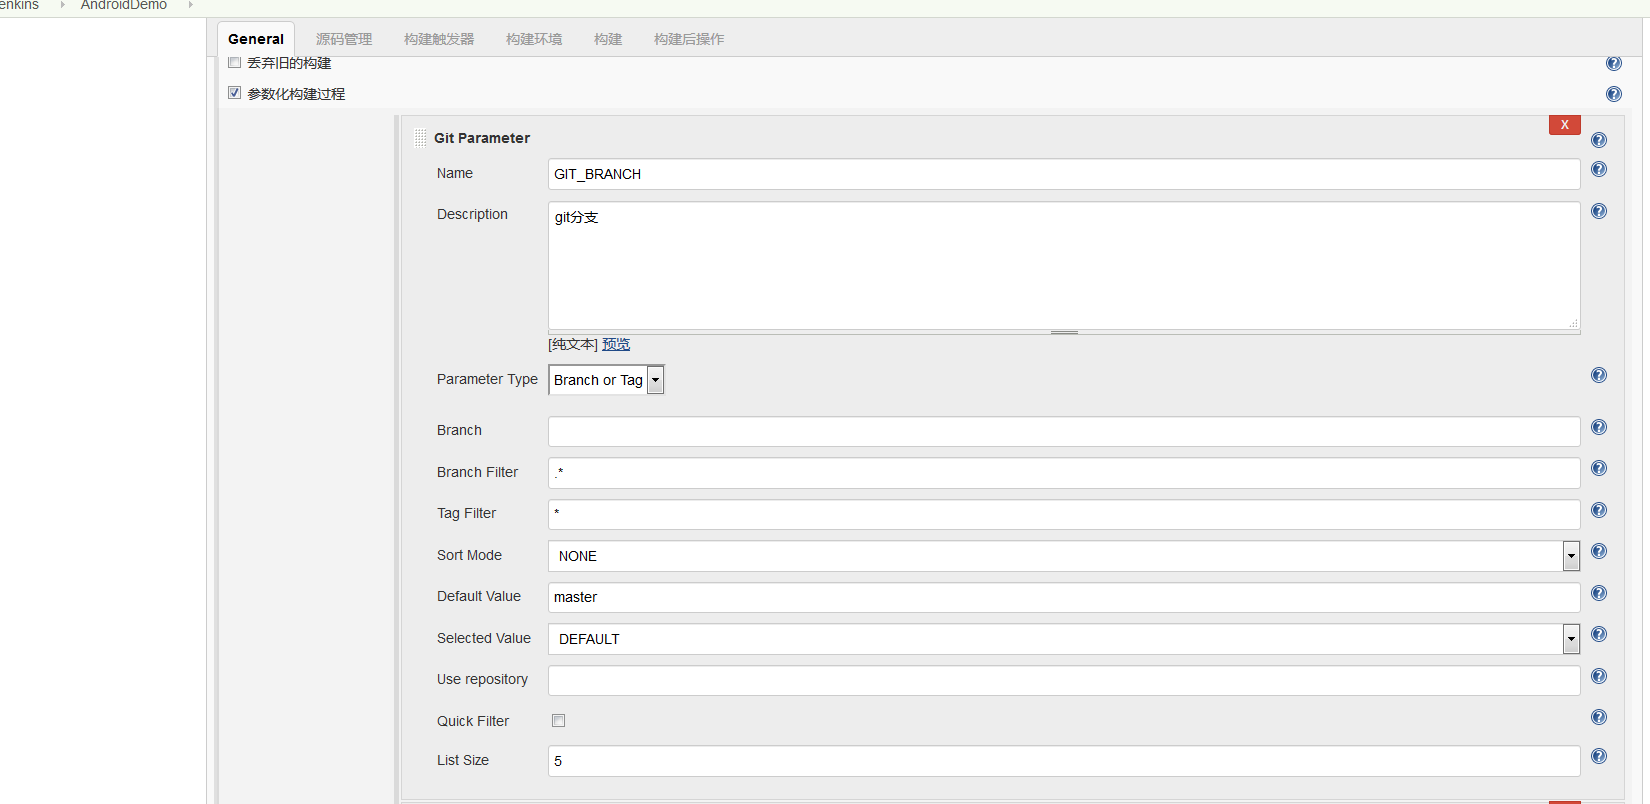 enkins AndroidDemo
General 源码管理 构建触发器 构建环境 构建 构建后操作
丢弃旧的构建
参数化构建过程
X
Git Parameter
Name GIT_BRANCH
Description git分支
[纯文本] 预览
Parameter Type Branch or Tag
Branch
Branch Filter .*
Tag Filter *
Sort Mode NONE
Default Value master
Selected Value DEFAULT
Use repository
Quick Filter
List Size 5